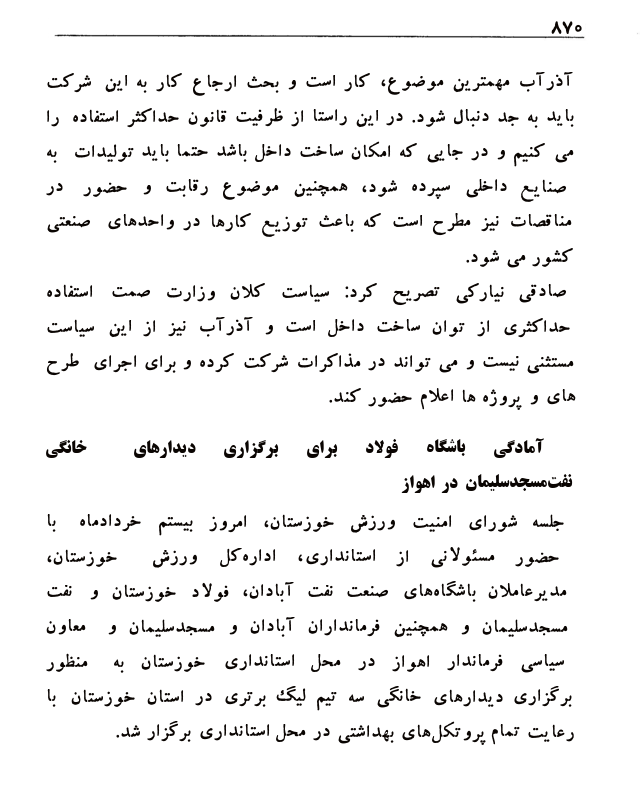 ۸۷۰
آذرآب مهمترین موضوع، کار است و بحث ارجاع کار به این شرکت
باید به جد دنبال شود. در این راستا از ظرفیت قانون حداکثر استفاده را
می کنیم و در جایی که امکان ساخت داخل باشد حتما باید تولیدات به
صنایع داخلی سپرده شود، همچنین موضوع رقابت و حضور در
مناقصات نیز مطرح است که باعث توزیع کارها در واحدهای صنعتی
کشور می شود.
صادقی نیارکی تصریح کرد: سیاست کلان وزارت صمت استفاده
حداکثری از توان ساخت داخل است و آذرآب نیز از این سیاست
مستثنی نیست و می تواند در مذاکرات شرکت کرده و برای اجرای طرح
های و پروژه ها اعلام حضور کند.
آمادگی باشگاه فولاد برای برگزاری دیدارهای خانگی
نفت‌مسجدسلیمان در اهواز
جلسه شورای امنیت ورزش خوزستان، امروز بیستم خردادماه با
حضور مسئولانی از استانداری، اداره‌کل ورزش خوزستان،
مدیرعاملان باشگاه‌های صنعت نفت آبادان، فولاد خوزستان و نفت
مسجدسلیمان و همچنین فرمانداران آبادان و مسجدسلیمان و معاون
سیاسی فرماندار اهواز در محل استانداری خوزستان به منظور
برگزاری دیدارهای خانگی سه تیم لیگ برتری در استان خوزستان با
رعایت تمام پروتکل‌های بهداشتی در محل استانداری برگزار شد.